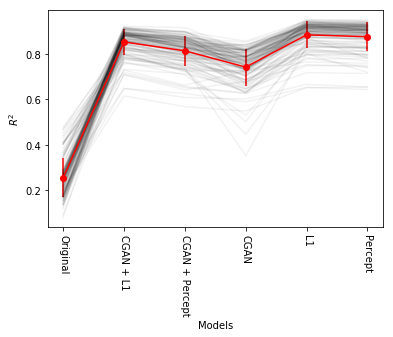 R²
0.8
0.6
0.4
0.2
Original
CGAN + L1
CGAN + Percept
CGAN
L1
Percept
Models